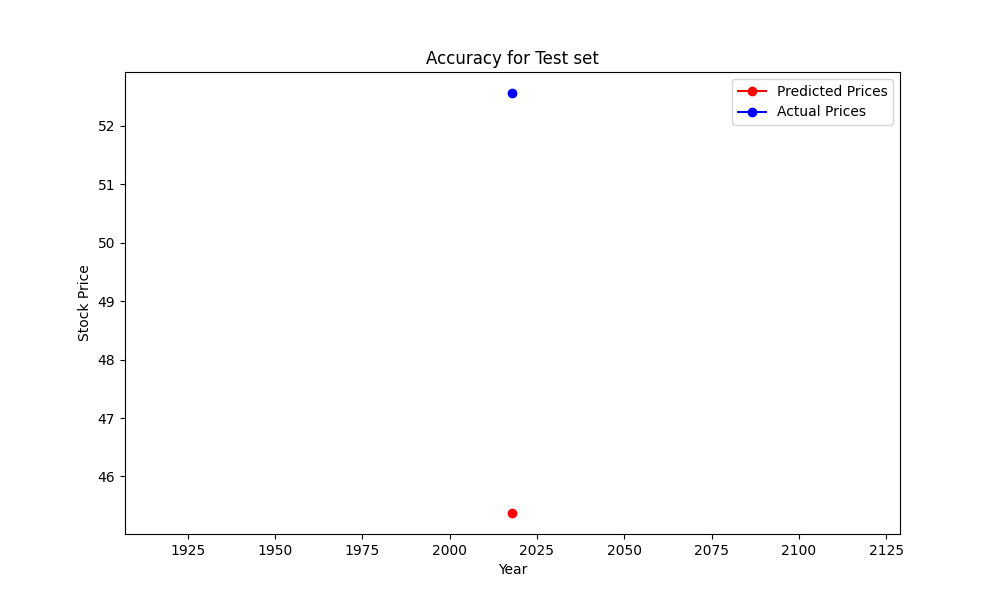 Accuracy for Test set
Predicted Prices
Actual Prices
52
51
50
49
48
47
46
Stock Price
1925 1950 1975 2000 2025 2050 2075 2100 2125
Year